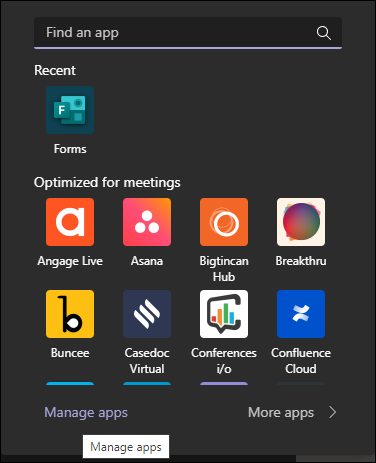 Find an app
Recent
F
Forms
Optimized for meetings
Angage Live Asana Bigtincan Breakthru
Hub
Buncee Casedoc Conferences Confluence
Virtual i/o Cloud
Manage apps More apps
Manage apps